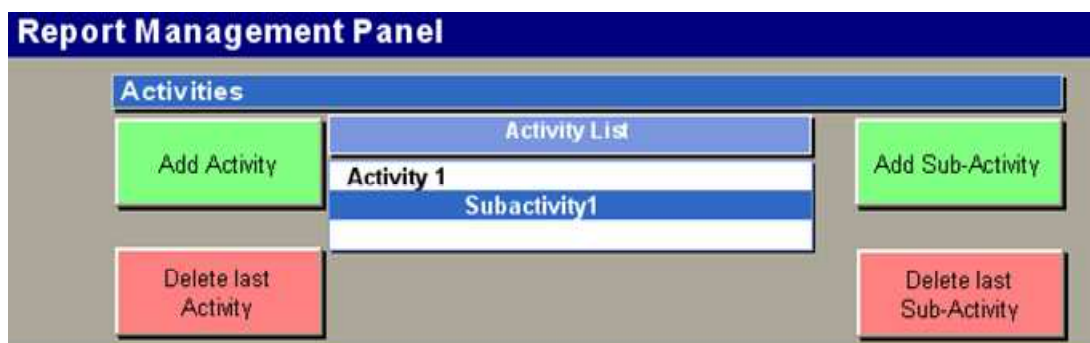 Report Management Panel
Activities
Activity List
Add Activity
Activity 1
Subactivity1
Add Sub-Activity
Delete last
Activity
Delete last
Sub-Activity